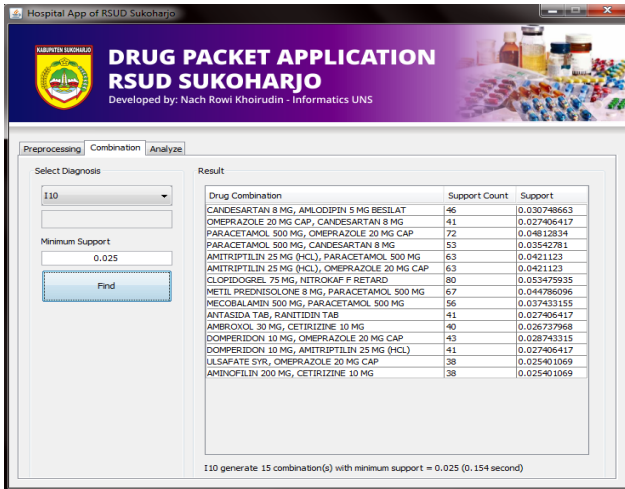 Hospital App of RSUD Sukoharjo
KABUPATEN SUKOHARJO
DRUG PACKET APPLICATION
RSUD SUKOHARJO
Developed by: Nach Rowi Khoirudin - Informatics UNS
Preprocessing Combination Analyze
Select Diagnosis
I10
Minimum Support
0.025
Find
Result
Drug Combination Support Count Support
CANDESARTAN 8 MG, AMLODIPIN 5 MG BESILAT 46 0.030748663
OMEPRAZOLE 20 MG CAP, CANDESARTAN 8 MG 41 0.027406417
PARACETAMOL 500 MG, OMEPRAZOLE 20 MG CAP 72 0.04812834
PARACETAMOL 500 MG, CANDESARTAN 8 MG 53 0.03542781
AMITRIPTILIN 25 MG (HCL), PARACETAMOL 500 MG 63 0.0421123
AMITRIPTILIN 25 MG (HCL), OMEPRAZOLE 20 MG CAP 63 0.0421123
CLOPIDOGREL 75 MG, NITROKAF F RETARD 80 0.053475935
METIL PREDNISOLONE 8 MG, PARACETAMOL 500 MG 67 0.044786096
MECOBALAMIN 500 MG, PARACETAMOL 500 MG 56 0.037433155
ANTASIDA TAB, RANITIDIN TAB 41 0.027406417
AMBROXOL 30 MG, CETIRIZINE 10 MG 40 0.026737968
DOMPERIDON 10 MG, OMEPRAZOLE 20 MG CAP 43 0.028743315
DOMPERIDON 10 MG, AMITRIPTILIN 25 MG (HCL) 41 0.027406417
ULSAFATE SYR, OMEPRAZOLE 20 MG CAP 38 0.025401069
AMINOFILIN 200 MG, CETIRIZINE 10 MG 38 0.025401069
I10 generate 15 combination(s) with minimum support = 0.025 (0.154 second)